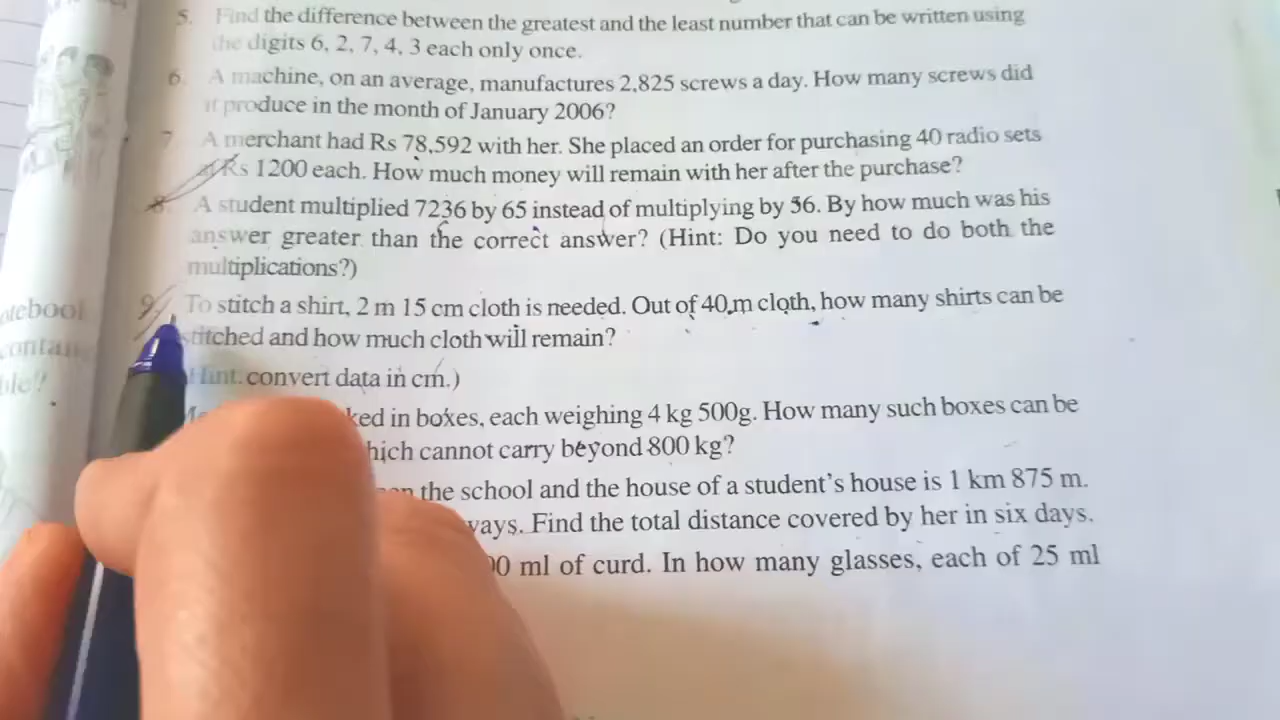 5. Find the difference between the greatest and the least number that can be written using
the digits 6, 2, 7, 4, 3 each only once.
6. A machine, on an average, manufactures 2,825 screws a day. How many screws did
it produce in the month of January 2006?
7. A merchant had Rs 78,592 with her. She placed an order for purchasing 40 radio sets
at Rs 1200 each. How much money will remain with her after the purchase?
8. A student multiplied 7236 by 65 instead of multiplying by 56. By how much was his
answer greater than the correct answer? (Hint: Do you need to do both the
multiplications?)
9. To stitch a shirt, 2 m 15 cm cloth is needed. Out of 40 m cloth, how many shirts can be
stitched and how much cloth will remain?
Hint: convert data in cm.)
in boxes, each weighing 4 kg 500g. How many such boxes can be
which cannot carry beyond 800 kg?
the school and the house of a student's house is 1 km 875 m.
ways. Find the total distance covered by her in six days.
ml of curd. In how many glasses, each of 25 ml